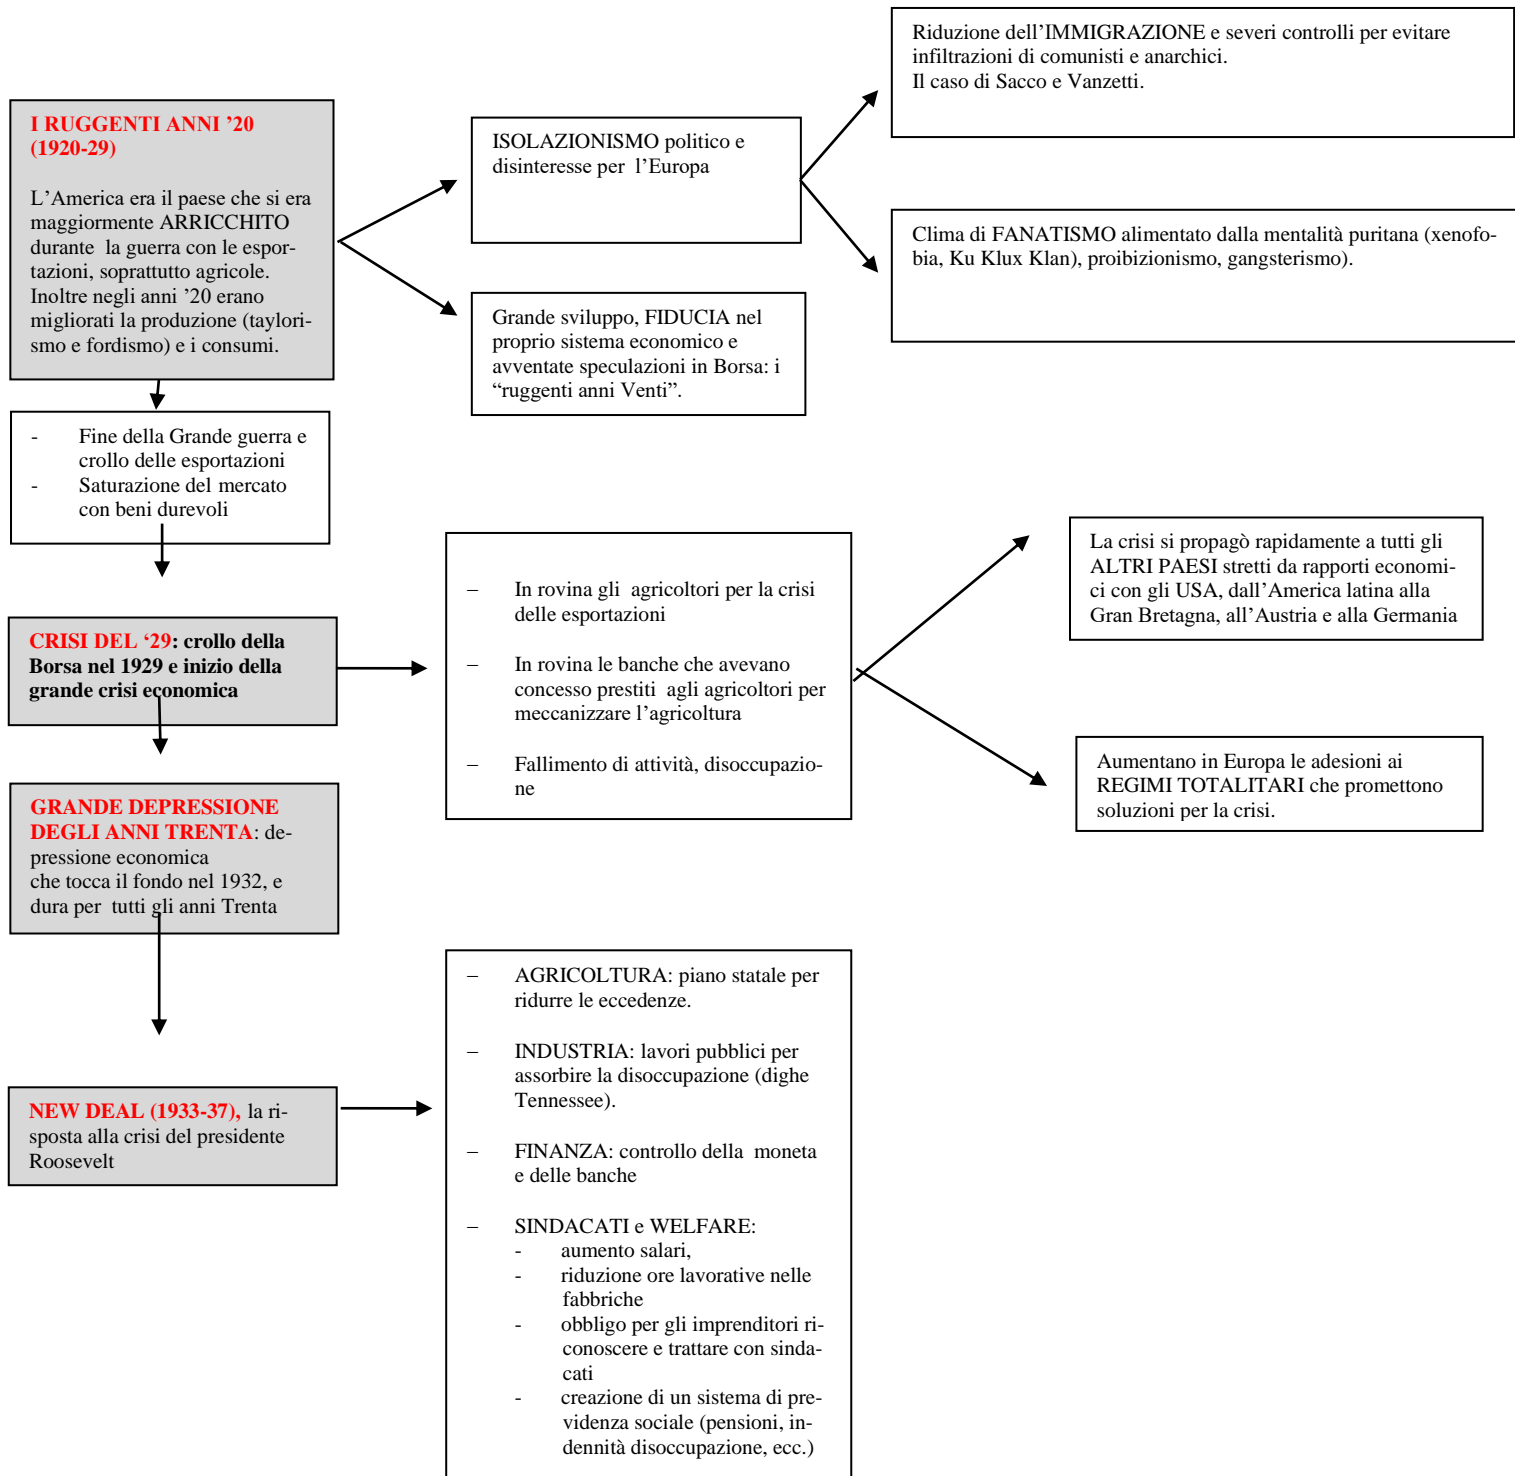 I RUGGENTI ANNI ’20
(1920-29)
L’America era il paese che si era
maggiormente ARRICCHITO
durante la guerra con le espor-
tazioni, soprattutto agricole.
Inoltre negli anni ’20 erano
migliorati la produzione (taylori-
smo e fordismo) e i consumi.
ISOLAZIONISMO politico e
disinteresse per l’Europa
Riduzione dell’IMMIGRAZIONE e severi controlli per evitare
infiltrazioni di comunisti e anarchici.
Il caso di Sacco e Vanzetti.
Clima di FANATISMO alimentato dalla mentalità puritana (xenofo-
bia, Ku Klux Klan), proibizionismo, gangsterismo).
Grande sviluppo, FIDUCIA nel
proprio sistema economico e
avventate speculazioni in Borsa: i
“ruggenti anni Venti”.
- Fine della Grande guerra e
crollo delle esportazioni
- Saturazione del mercato
con beni durevoli
CRISI DEL ‘29: crollo della
Borsa nel 1929 e inizio della
grande crisi economica
– In rovina gli agricoltori per la crisi
delle esportazioni
– In rovina le banche che avevano
concesso prestiti agli agricoltori per
meccanizzare l’agricoltura
– Fallimento di attività, disoccupazio-
ne
La crisi si propagò rapidamente a tutti gli
ALTRI PAESI stretti da rapporti economi-
ci con gli USA, dall’America latina alla
Gran Bretagna, all’Austria e alla Germania
Aumentano in Europa le adesioni ai
REGIMI TOTALITARI che promettono
soluzioni per la crisi.
GRANDE DEPRESSIONE
DEGLI ANNI TRENTA: de-
pressione economica
che tocca il fondo nel 1932, e
dura per tutti gli anni Trenta
NEW DEAL (1933-37), la ri-
sposta alla crisi del presidente
Roosevelt
– AGRICOLTURA: piano statale per
ridurre le eccedenze.
– INDUSTRIA: lavori pubblici per
assorbire la disoccupazione (dighe
Tennessee).
– FINANZA: controllo della moneta
e delle banche
– SINDACATI e WELFARE:
- aumento salari,
- riduzione ore lavorative nelle
fabbriche
- obbligo per gli imprenditori ri-
conoscere e trattare con sinda-
cati
- creazione di un sistema di pre-
videnza sociale (pensioni, in-
dennità disoccupazione, ecc.)